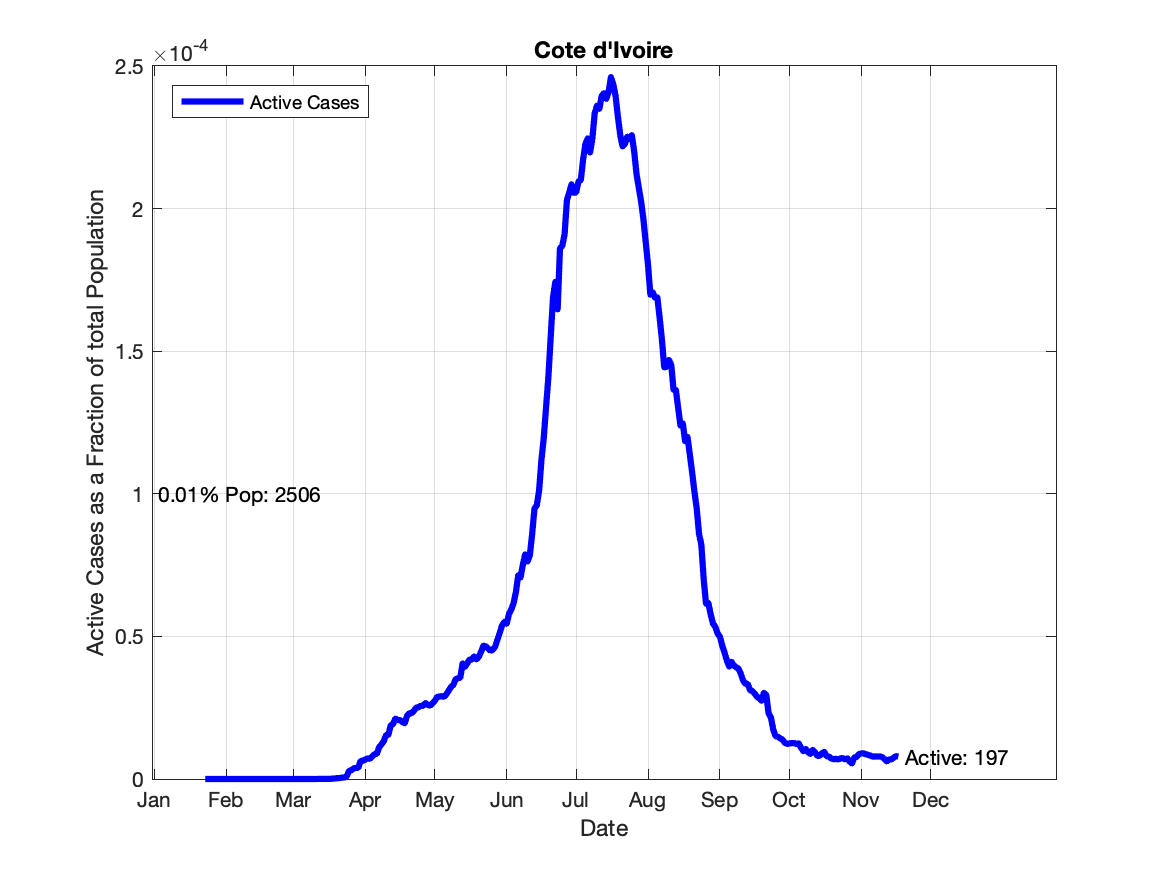 Cote d'Ivoire
×10-4
2.5
2
1.5
1
0.5
0
Active Cases
Active Cases as a Fraction of total Population
0.01% Pop: 2506
Active: 197
Jan Feb Mar Apr May Jun Jul Aug Sep Oct Nov Dec
Date